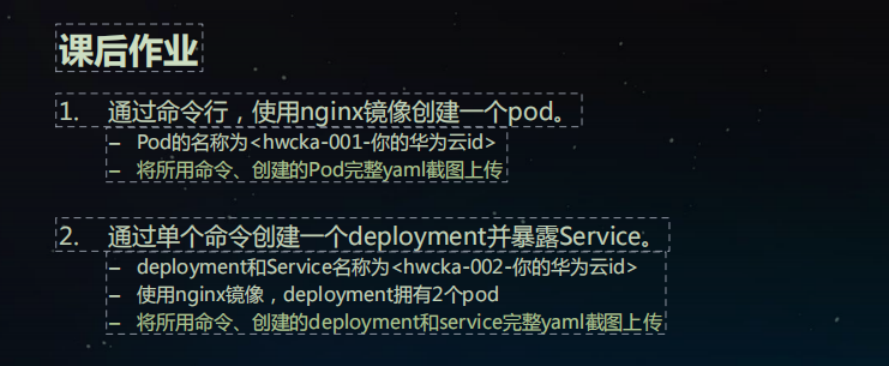 课后作业
1. 通过命令行，使用nginx镜像创建一个pod。
– Pod的名称为<hwcka-001-你的华为云id>
– 将所用命令、创建的Pod完整yaml截图上传
2. 通过单个命令创建一个deployment并暴露Service。
– deployment和Service名称为<hwcka-002-你的华为云id>
– 使用nginx镜像，deployment拥有2个pod
– 将所用命令、创建的deployment和service完整yaml截图上传